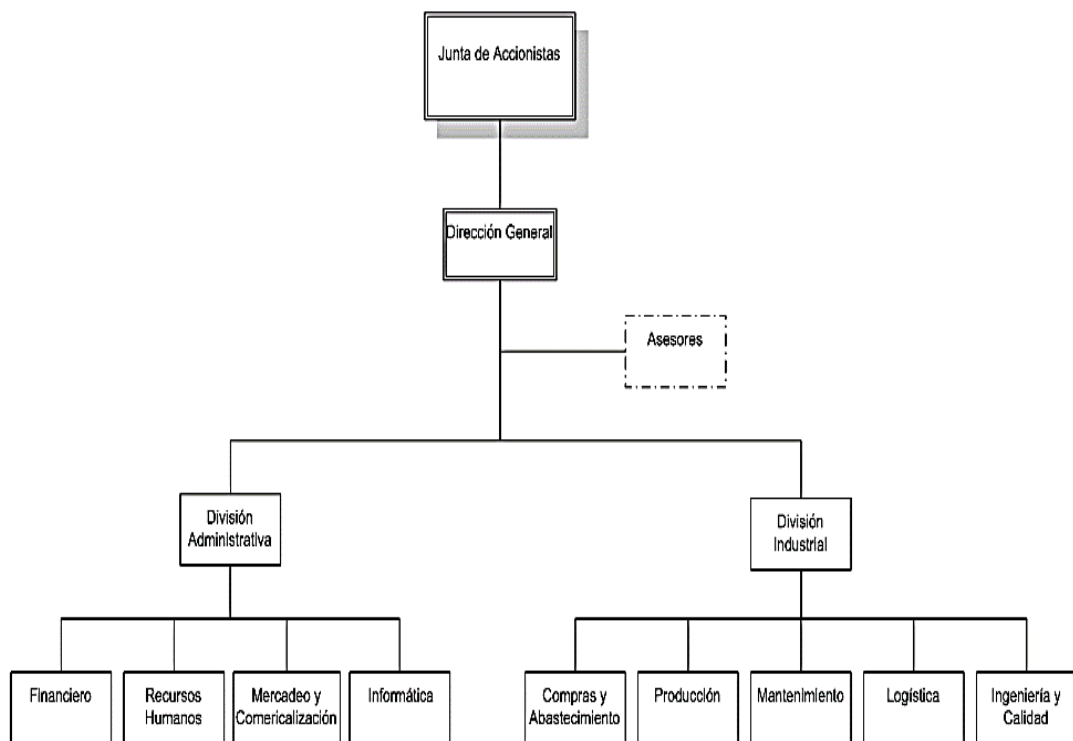 Junta de Accionistas
Dirección General
Asesores
División
Administrativa
División
Industrial
Financiero
Recursos
Humanos
Mercadeo y
Comericalización
Informática
Compras y
Abastecimiento
Producción
Mantenimiento
Logística
Ingeniería y
Calidad